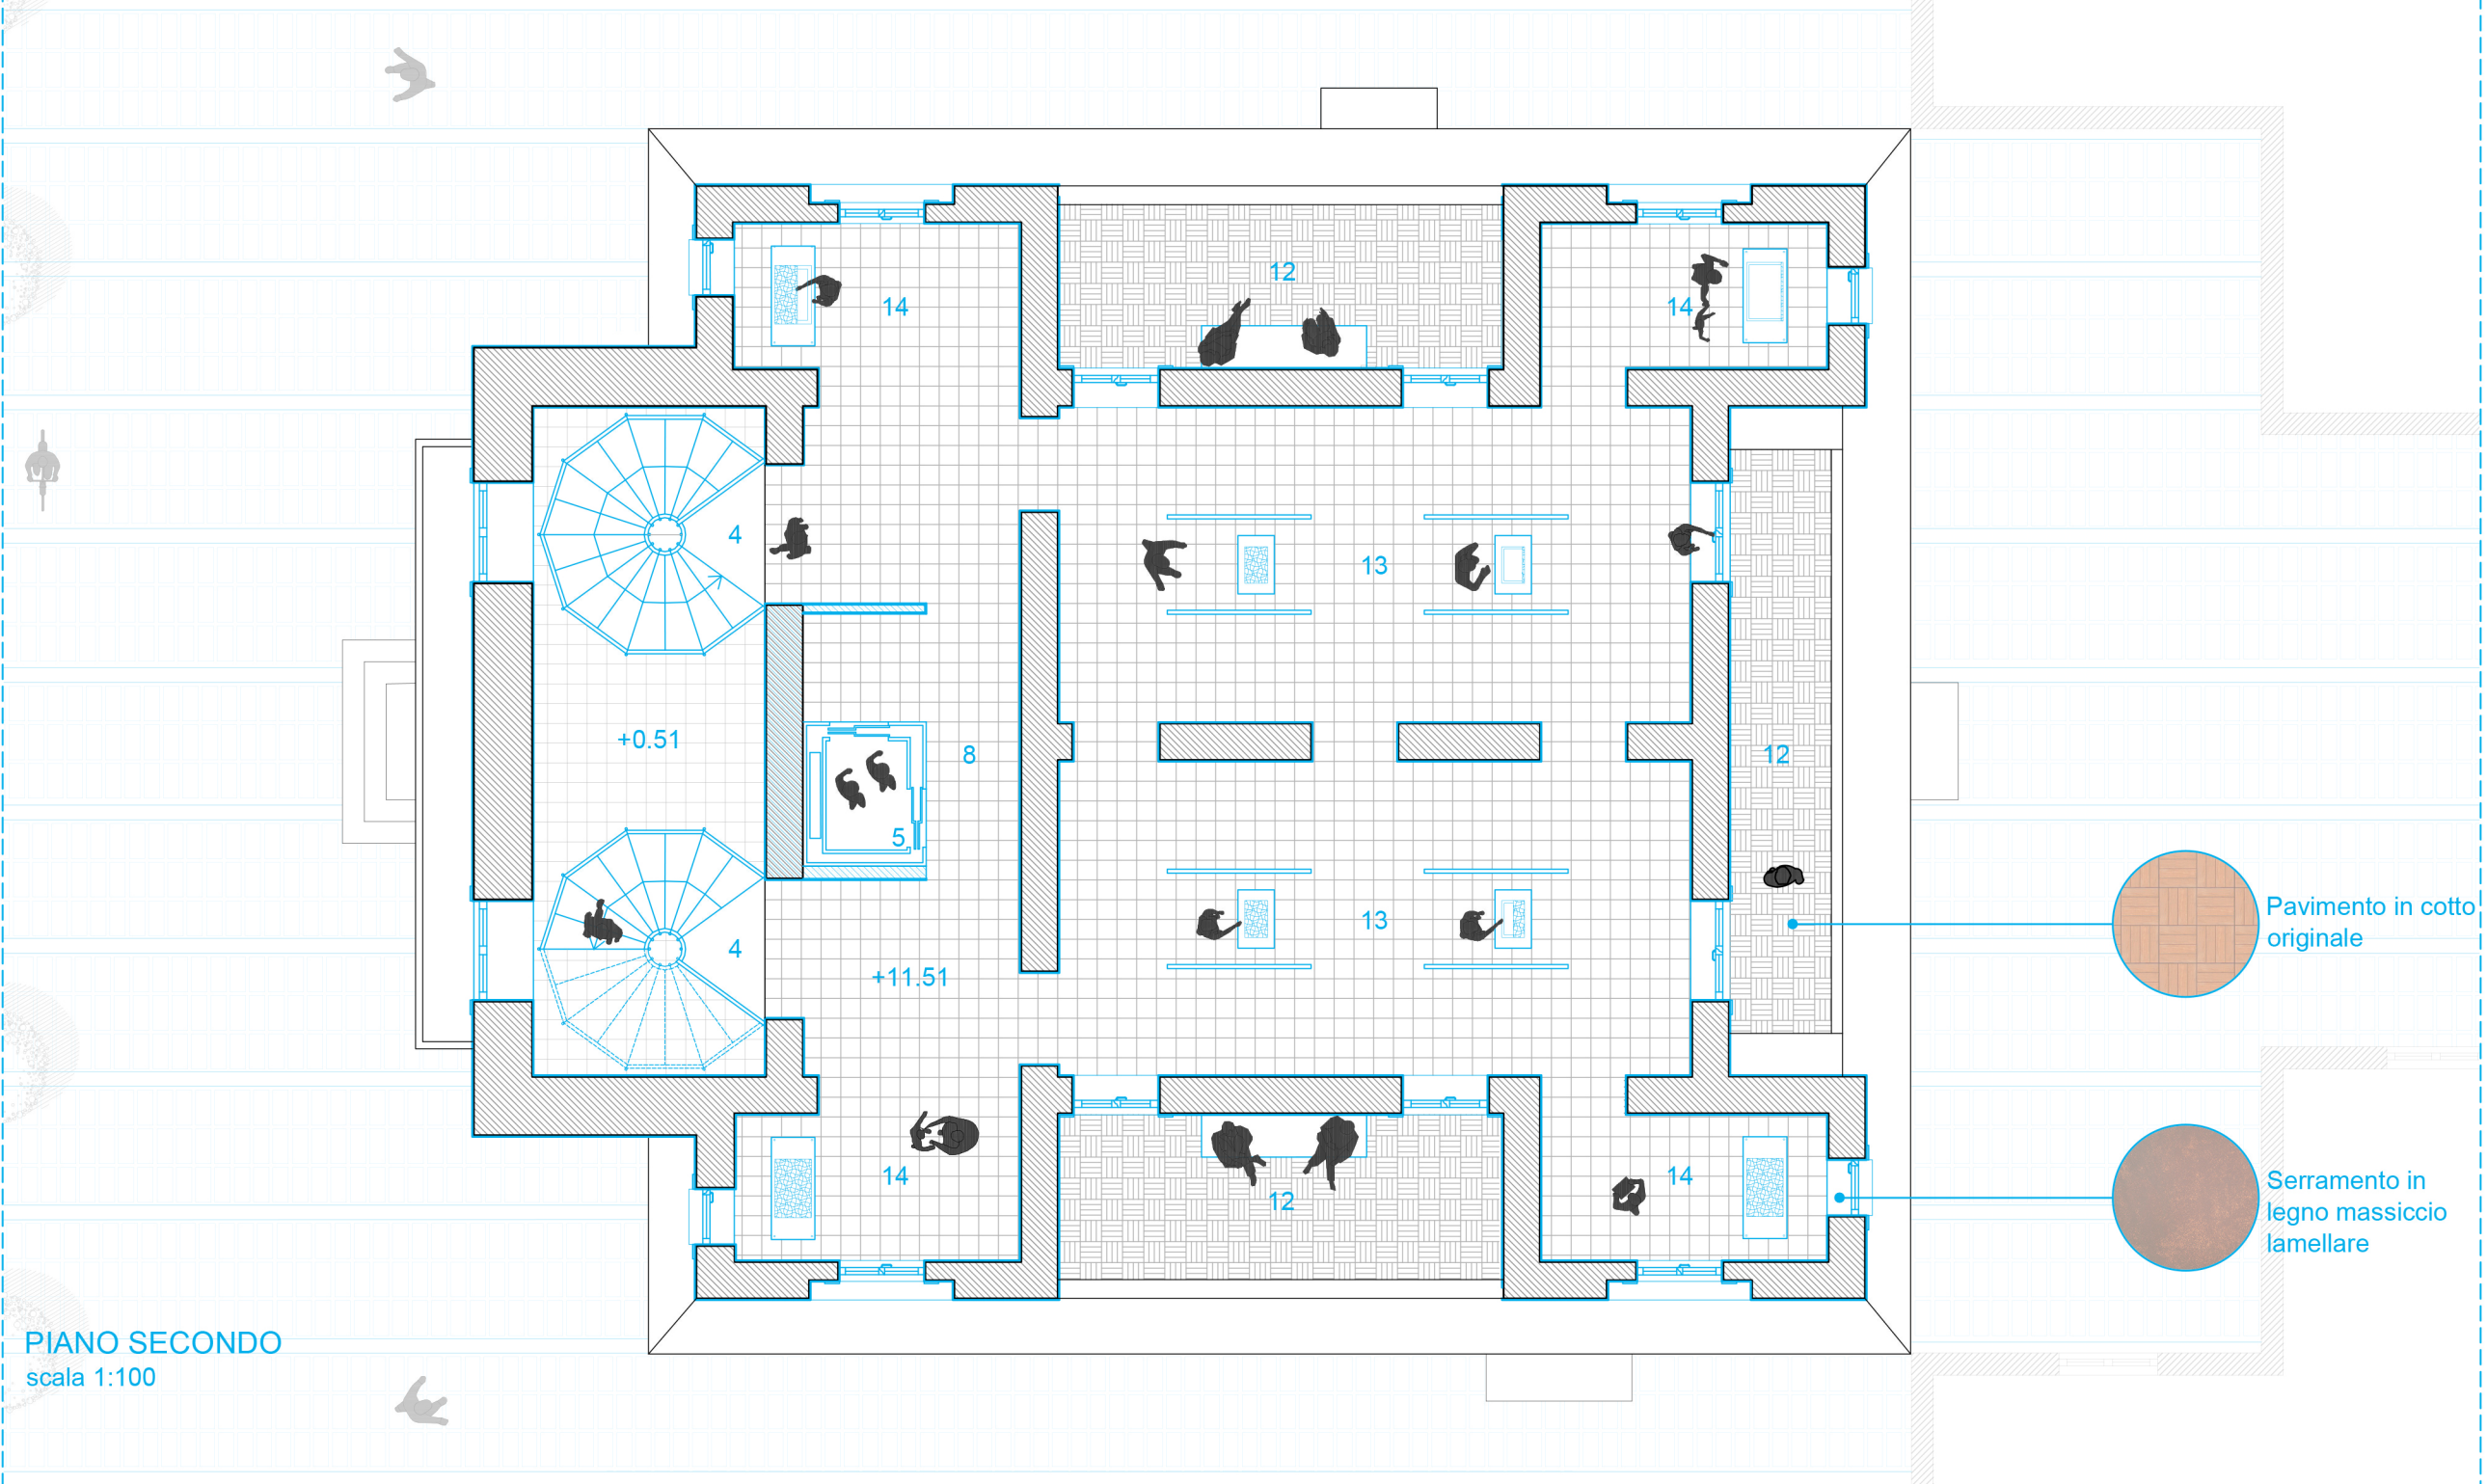 12
14
14
4
13
+0.51
8
12
5
Pavimento in cotto
originale
13
4
+11.51
14
14
12
Serramento in
legno massiccio
lamellare
PIANO SECONDO
scala 1:100